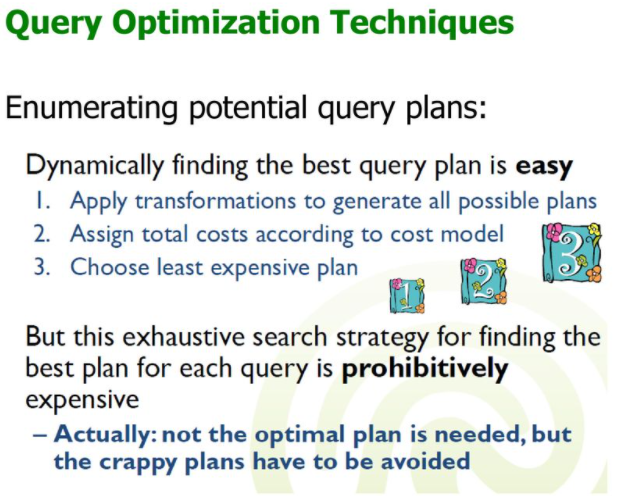 Query Optimization Techniques
Enumerating potential query plans:
Dynamically finding the best query plan is easy
1. Apply transformations to generate all possible plans
2. Assign total costs according to cost model
3. Choose least expensive plan
1
2
3
But this exhaustive search strategy for finding the
best plan for each query is prohibitively
expensive
– Actually: not the optimal plan is needed, but
the crappy plans have to be avoided